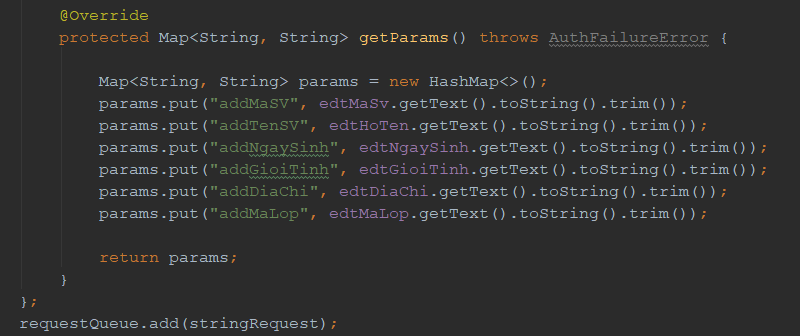 @Override
protected Map<String, String> getParams() throws AuthFailureError {
Map<String, String> params = new HashMap<>();
params.put("addMaSV", edtMaSv.getText().toString().trim());
params.put("addTenSV", edtHoTen.getText().toString().trim());
params.put("addNgaySinh", edtNgaySinh.getText().toString().trim());
params.put("addGioiTinh", edtGioiTinh.getText().toString().trim());
params.put("addDiaChi", edtDiaChi.getText().toString().trim());
params.put("addMaLop", edtMaLop.getText().toString().trim());
return params;
}
};
requestQueue.add(stringRequest);